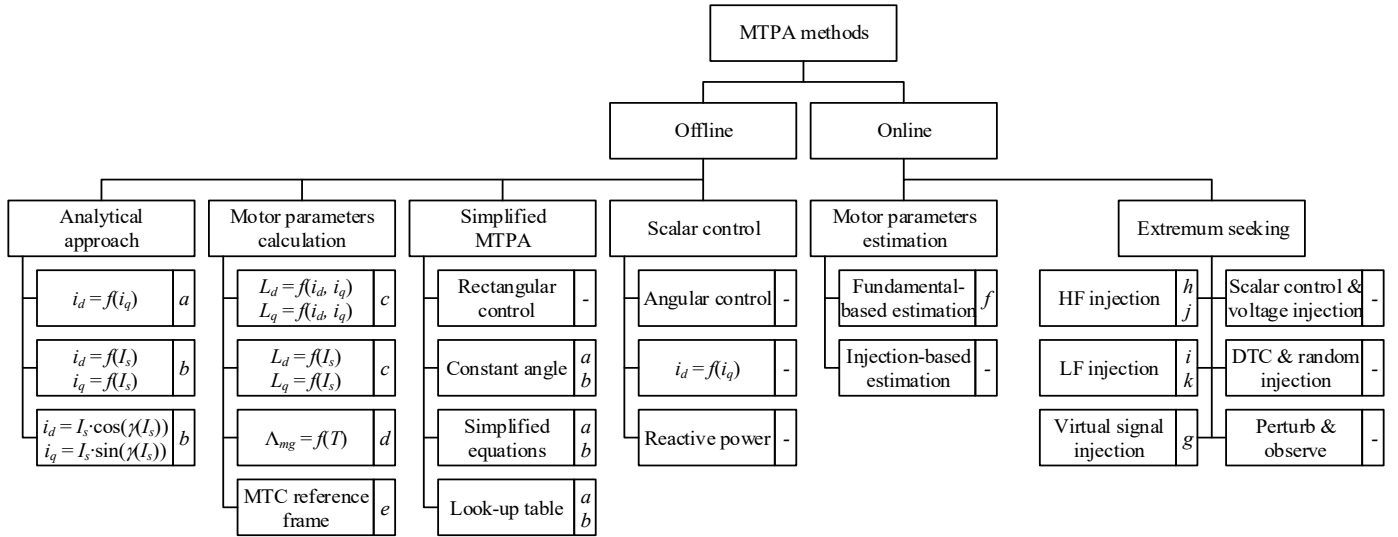 MTPA methods
Offline
Online
Analytical
approach
Motor parameters
calculation
Simplified
MTPA
Scalar control
Motor parameters
estimation
Extremum seeking
i_d = f(i_q)
a
i_d = f(I_s)
i_q = f(I_s)
b
i_d = I_s·cos(γ(I_s))
i_q = I_s·sin(γ(I_s))
b
L_d = f(i_d, i_q)
L_q = f(i_d, i_q)
c
L_d = f(I_s)
L_q = f(I_s)
c
Λ_mg = f(T)
d
MTC reference
frame
e
Rectangular
control
-
Constant angle
a
b
Simplified
equations
a
b
Look-up table
a
b
Angular control
-
i_d = f(i_q)
-
Reactive power
-
Fundamental-
based estimation
f
Injection-based
estimation
-
HF injection
h
j
LF injection
i
k
Virtual signal
injection
g
Scalar control &
voltage injection
-
DTC & random
injection
-
Perturb &
observe
-